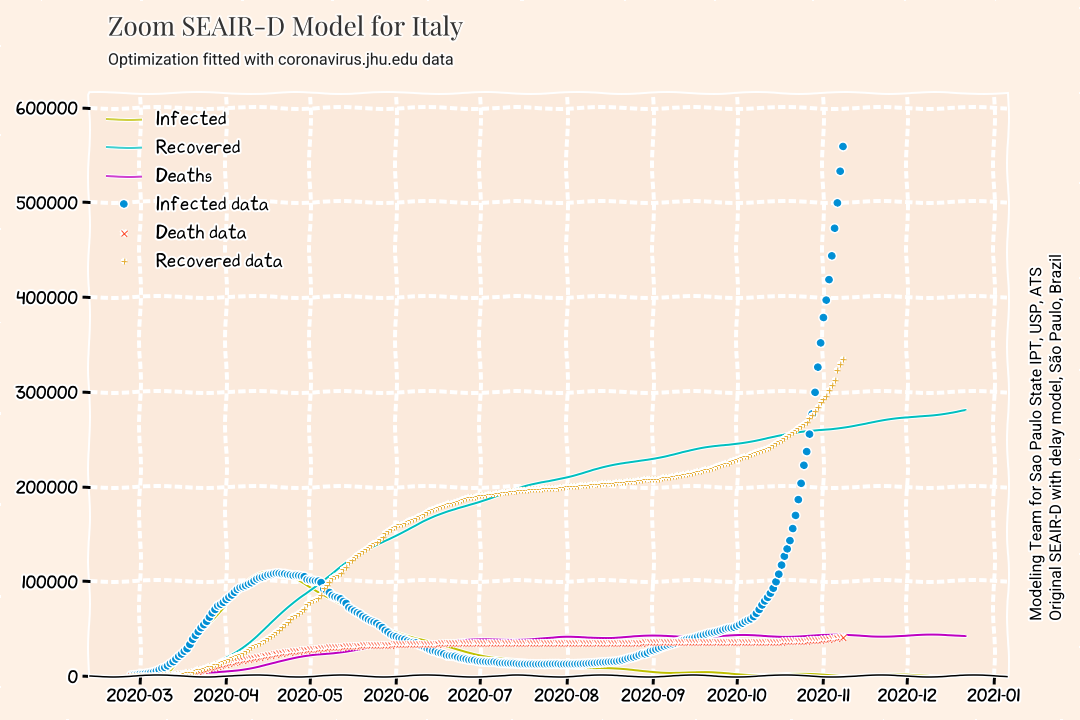 Zoom SEAIR-D Model for Italy
Optimization fitted with coronavirus.jhu.edu data
600000
500000
400000
300000
200000
100000
0
Infected
Recovered
Deaths
Infected data
Death data
Recovered data
2020-03
2020-04
2020-05
2020-06
2020-07
2020-08
2020-09
2020-10
2020-11
2020-12
2021-01
Modeling Team for Sao Paulo State IPT, USP, ATS
Original SEAIR-D with delay model, São Paulo, Brazil